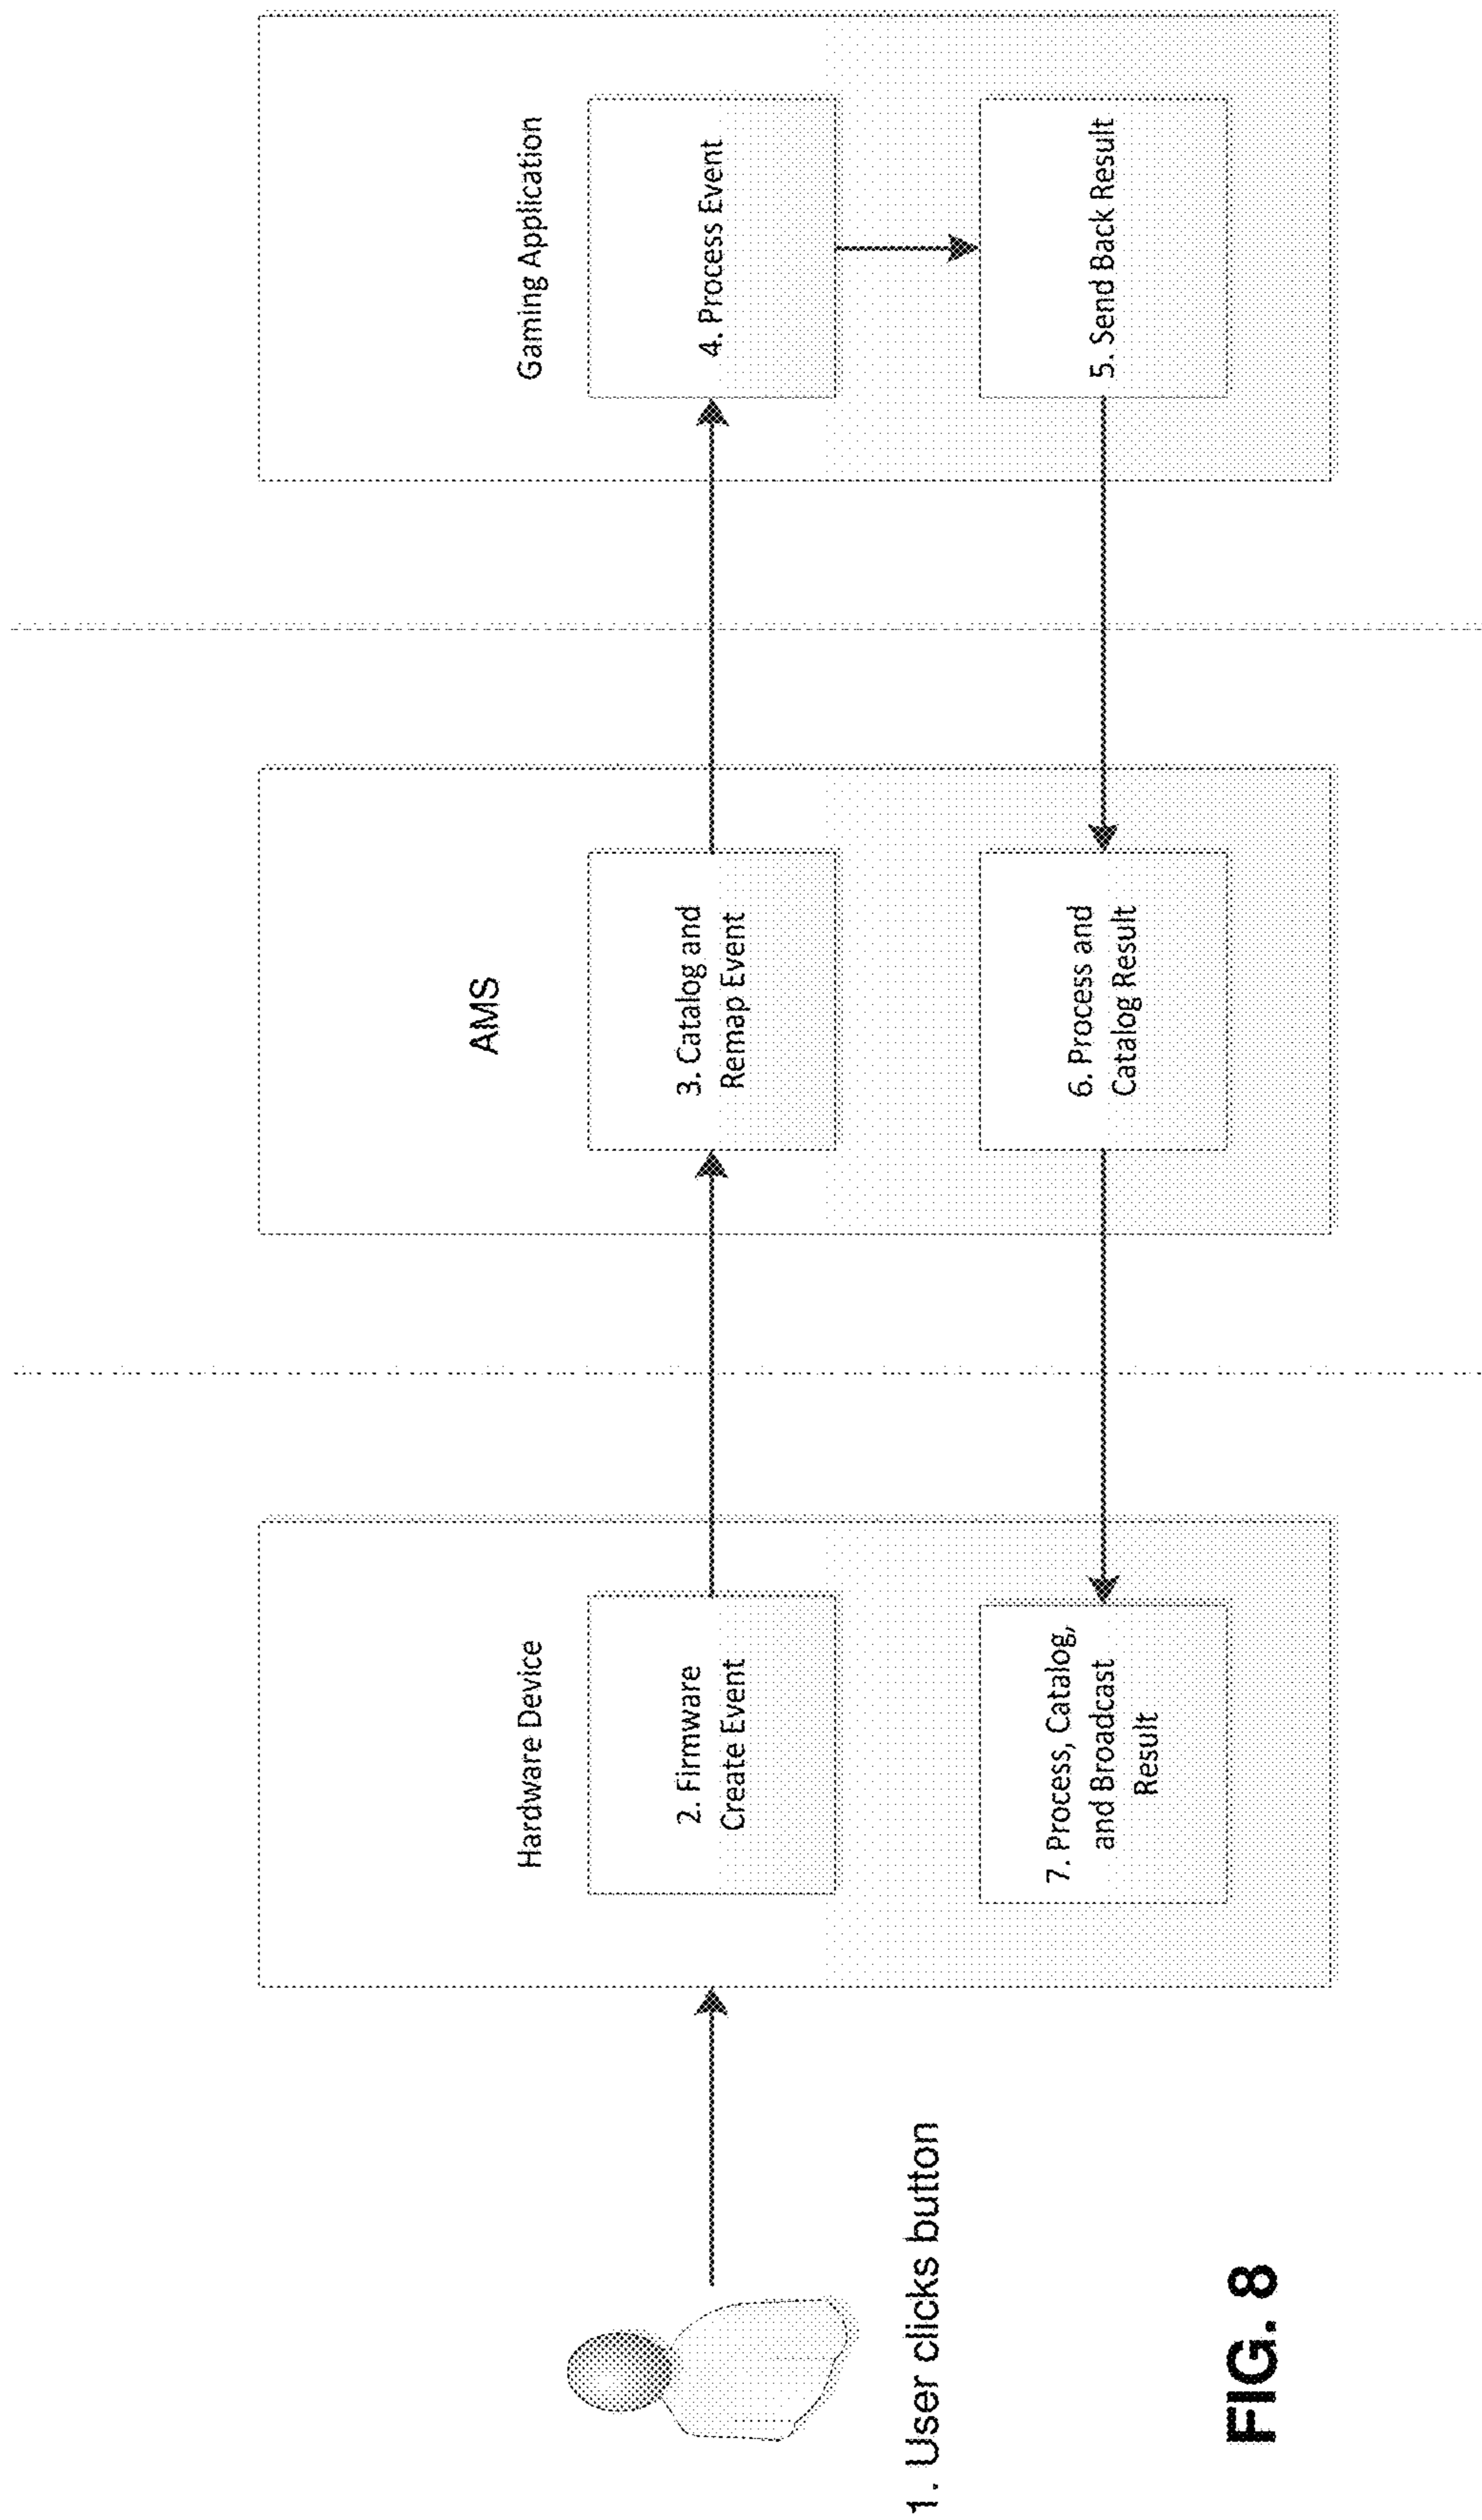 1. User clicks button
Hardware Device
2. Firmware
Create Event
7. Process, Catalog,
and Broadcast
Result
AMS
3. Catalog and
Remap Event
6. Process and
Catalog Result
Gaming Application
4. Process Event
5. Send Back Result
FIG. 8